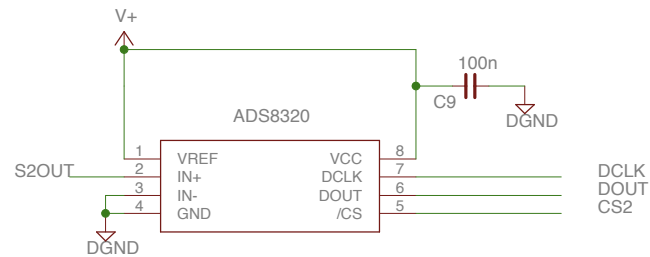 V+
100n
C9
DGND
ADS8320
1 VREF VCC 8
S2OUT 2 IN+ DCLK 7 DCLK
3 IN- DOUT 6 DOUT
4 GND /CS 5 CS2
DGND